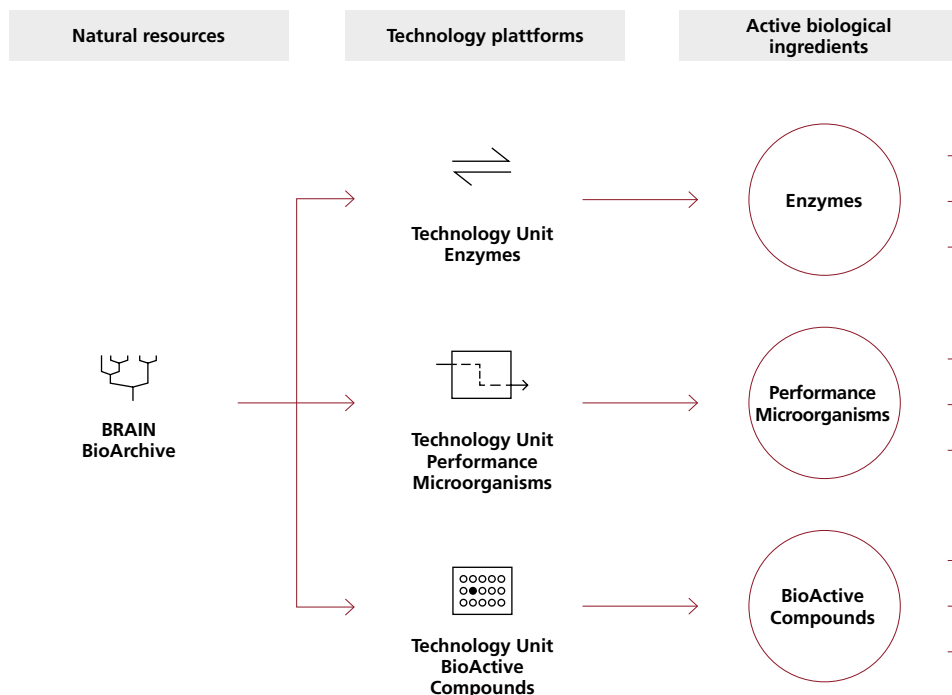 Natural resources
Technology plattforms
Active biological
ingredients
Technology Unit
Enzymes
Enzymes
BRAIN
BioArchive
Technology Unit
Performance
Microorganisms
Performance
Microorganisms
Technology Unit
BioActive
Compounds
BioActive
Compounds